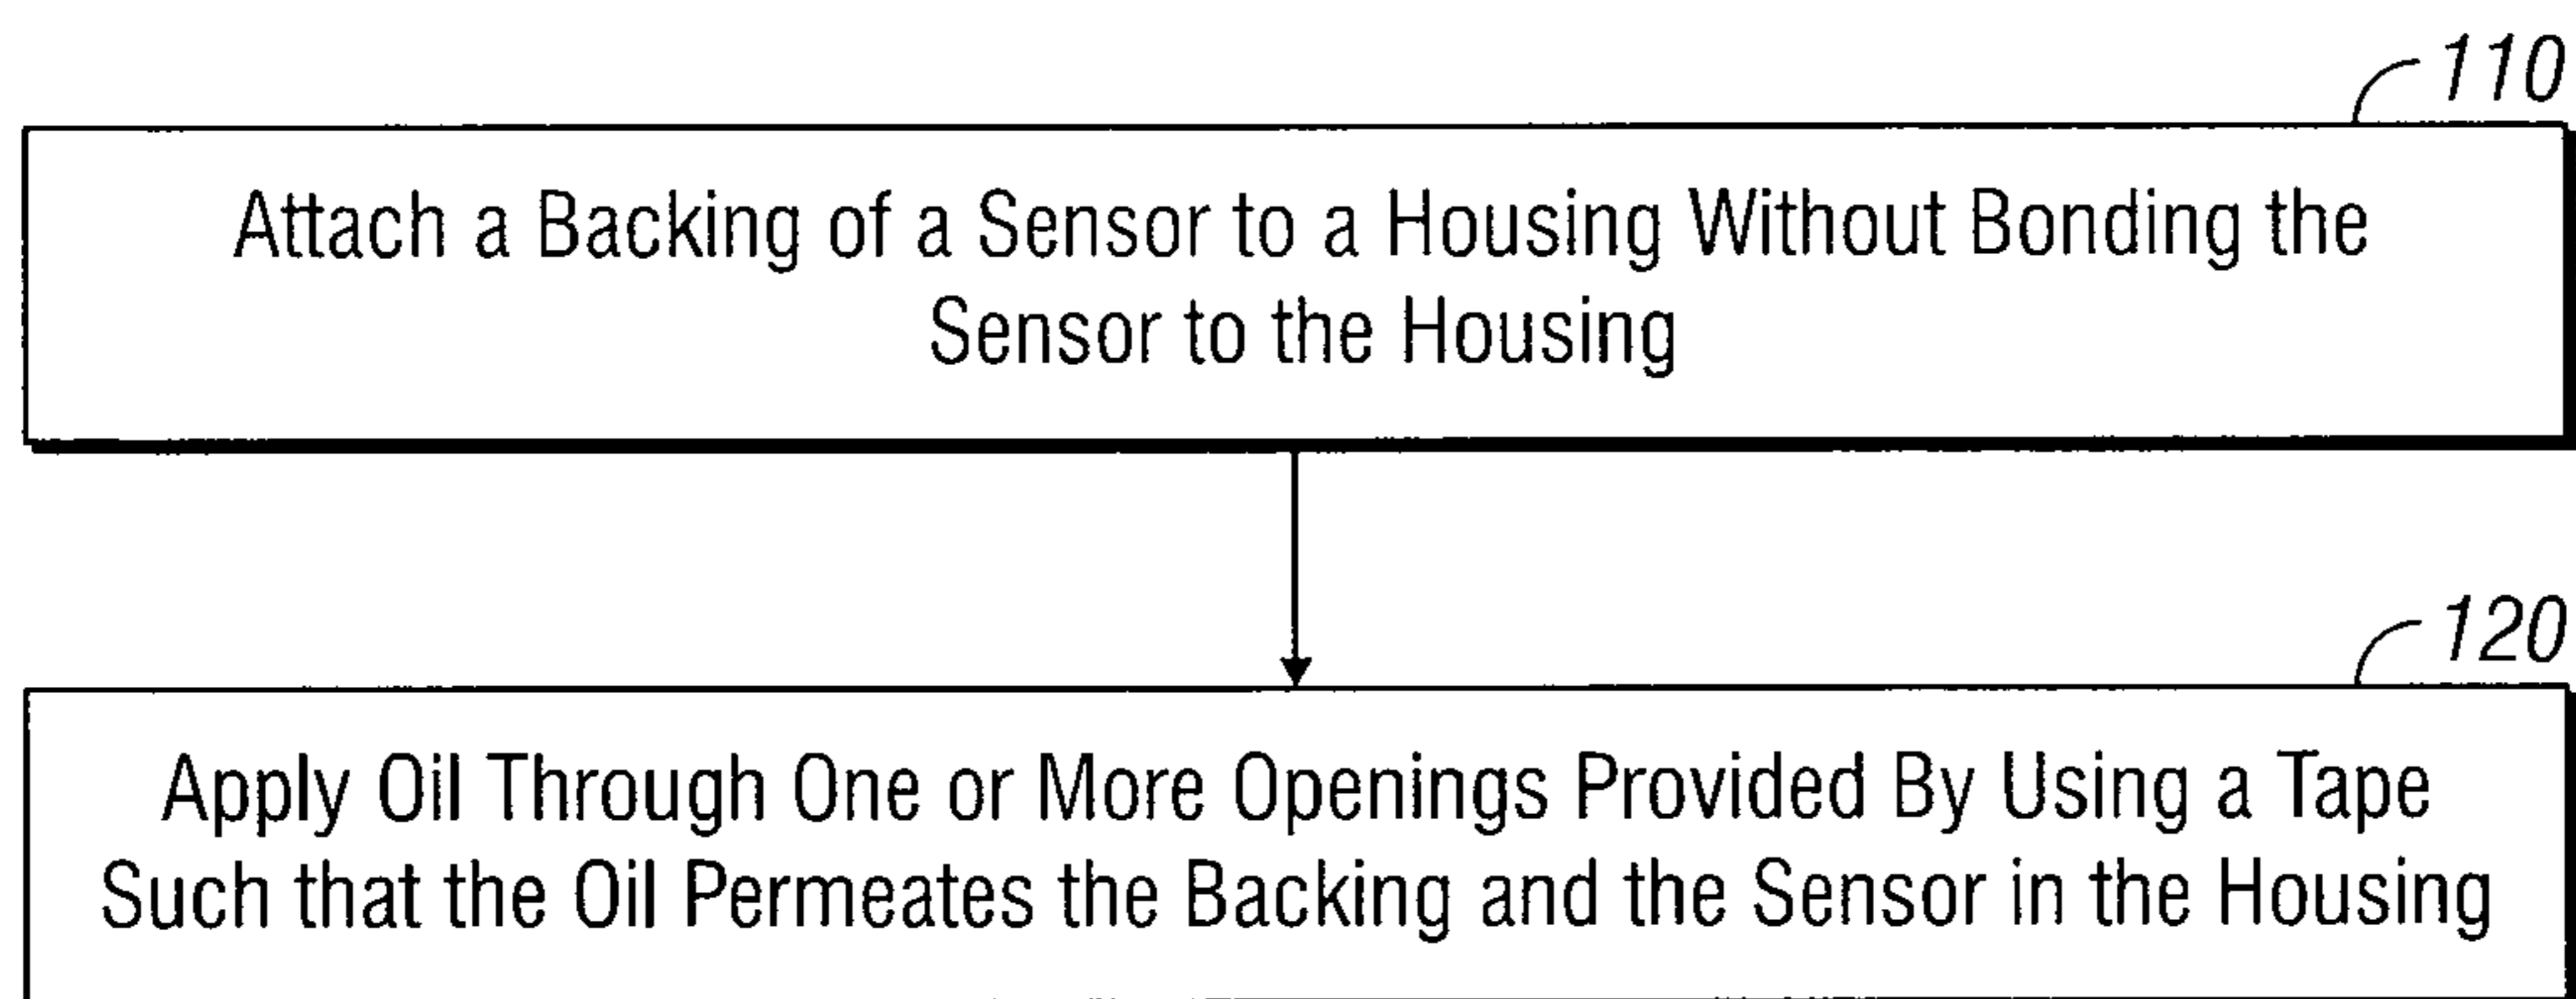 110
Attach a Backing of a Sensor to a Housing Without Bonding the
Sensor to the Housing
120
Apply Oil Through One or More Openings Provided By Using a Tape
Such that the Oil Permeates the Backing and the Sensor in the Housing